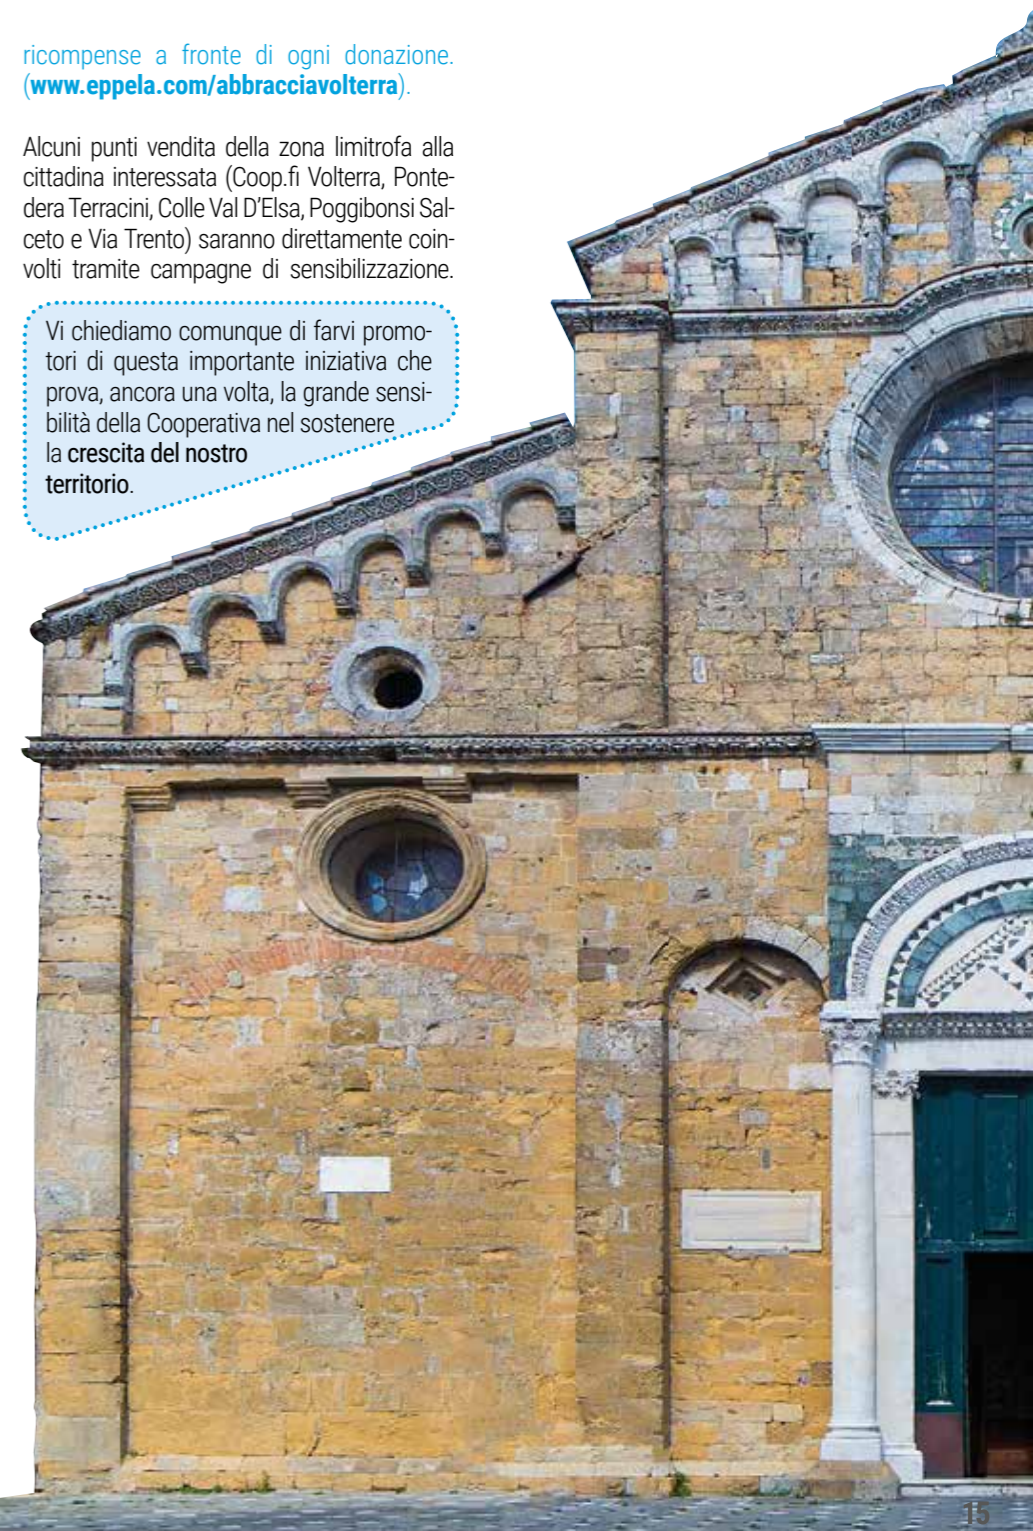 ricompense a fronte di ogni donazione.
(www.eppela.com/abbracciavolterra).
Alcuni punti vendita della zona limitrofa alla
cittadina interessata (Coop.fi Volterra, Ponte-
dera Terracini, Colle Val D'Elsa, Poggibonsi Sal-
ceto e Via Trento) saranno direttamente coin-
volti tramite campagne di sensibilizzazione.
Vi chiediamo comunque di farvi promo-
tori di questa importante iniziativa che
prova, ancora una volta, la grande sensi-
bilità della Cooperativa nel sostenere
la crescita del nostro
territorio.
15